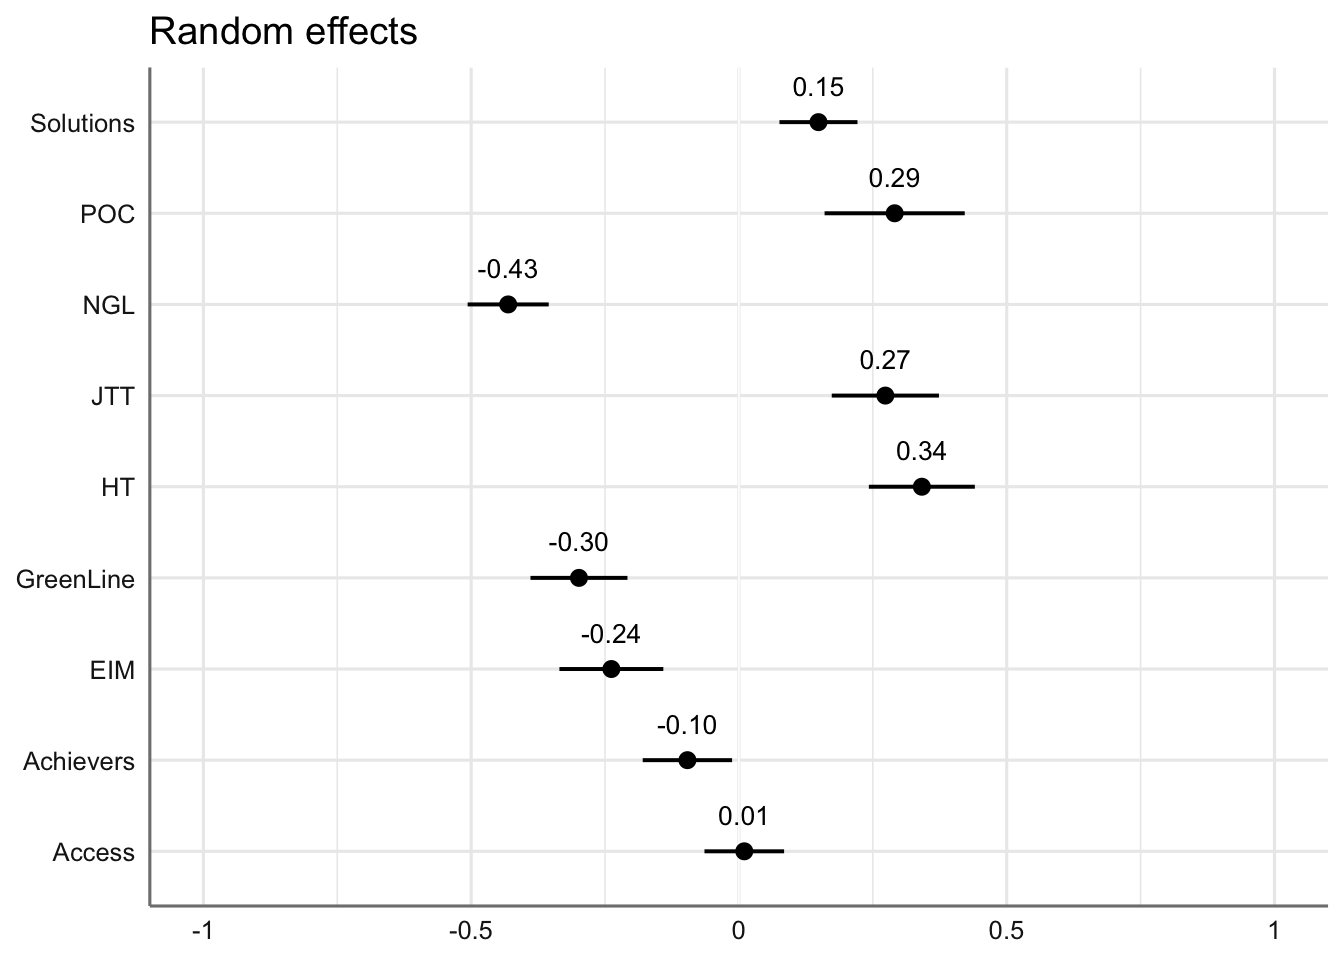 Random effects
0.15
Solutions
0.29
POC
-0.43
NGL
0.27
JTT
0.34
HT
-0.30
GreenLine
-0.24
EIM
-0.10
Achievers
0.01
Access
-1 -0.5 0 0.5 1